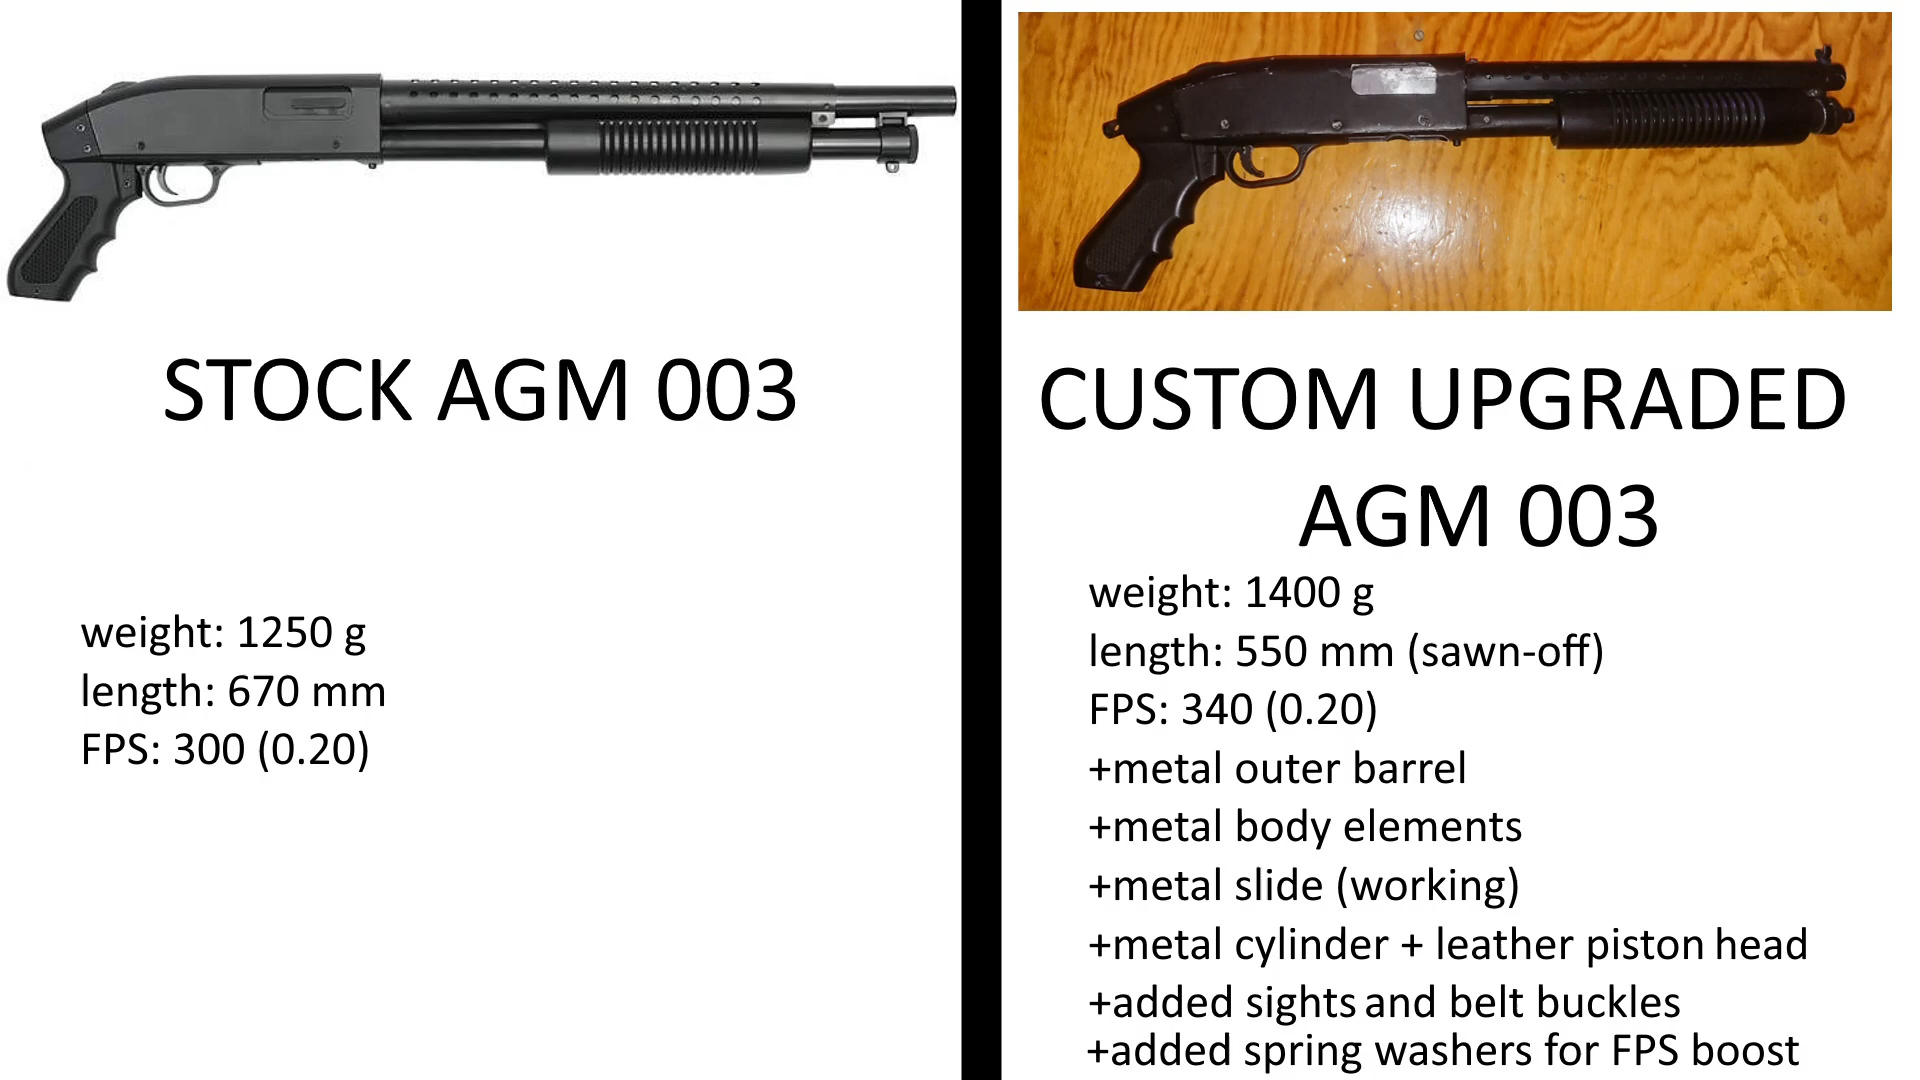 STOCK AGM 003
weight: 1250 g
length: 670 mm
FPS: 300 (0.20)
CUSTOM UPGRADED
AGM 003
weight: 1400 g
length: 550 mm (sawn-off)
FPS: 340 (0.20)
+metal outer barrel
+metal body elements
+metal slide (working)
+metal cylinder + leather piston head
+added sights and belt buckles
+added spring washers for FPS boost